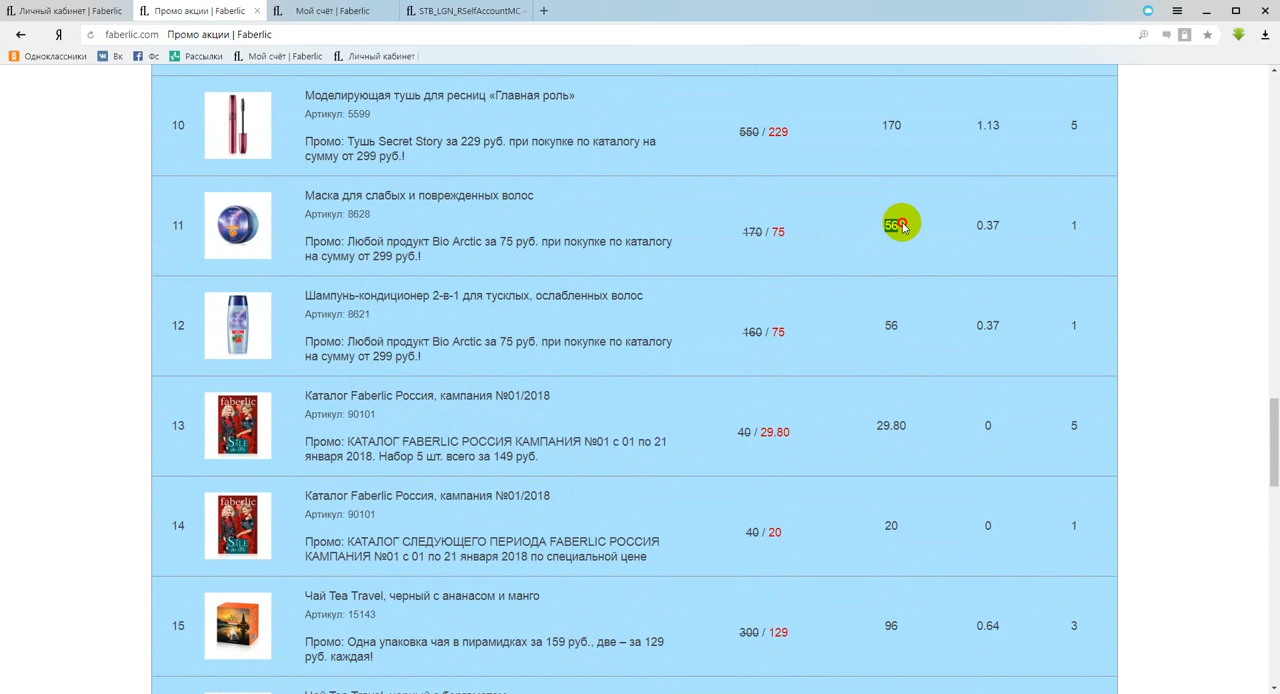 Личный кабинет | Faberlic
Промо акции | Faberlic
Мой счёт | Faberlic
STB_LGN_RSelfAccountMC -
faberlic.com Промо акции | Faberlic
Одноклассники Вк Фс Рассылки Мой счёт | Faberlic Личный кабинет
10
Моделирующая тушь для ресниц «Главная роль»
Артикул: 5599
Промо: Тушь Secret Story за 229 руб. при покупке по каталогу на
сумму от 299 руб.!
550 / 229
170
1.13
5
11
Маска для слабых и поврежденных волос
Артикул: 8628
Промо: Любой продукт Bio Arctic за 75 руб. при покупке по каталогу
на сумму от 299 руб.!
170 / 75
56
0.37
1
12
Шампунь-кондиционер 2-в-1 для тусклых, ослабленных волос
Артикул: 8621
Промо: Любой продукт Bio Arctic за 75 руб. при покупке по каталогу
на сумму от 299 руб.!
160 / 75
56
0.37
1
13
faberlic
Каталог Faberlic Россия, кампания №01/2018
Артикул: 90101
Промо: КАТАЛОГ FABERLIC РОССИЯ КАМПАНИЯ №01 с 01 по 21
января 2018. Набор 5 шт. всего за 149 руб.
40 / 29.80
29.80
0
5
14
faberlic
Каталог Faberlic Россия, кампания №01/2018
Артикул: 90101
Промо: КАТАЛОГ СЛЕДУЮЩЕГО ПЕРИОДА FABERLIC РОССИЯ
КАМПАНИЯ №01 с 01 по 21 января 2018 по специальной цене
40 / 20
20
0
1
15
Чай Tea Travel, черный с ананасом и манго
Артикул: 15143
Промо: Одна упаковка чая в пирамидках за 159 руб., две – за 129
руб. каждая!
300 / 129
96
0.64
3